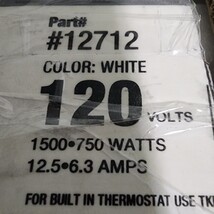 Part#
#12712
COLOR: WHITE
120 VOLTS
1500•750 WATTS
12.5•6.3 AMPS
FOR BUILT IN THERMOSTAT USE